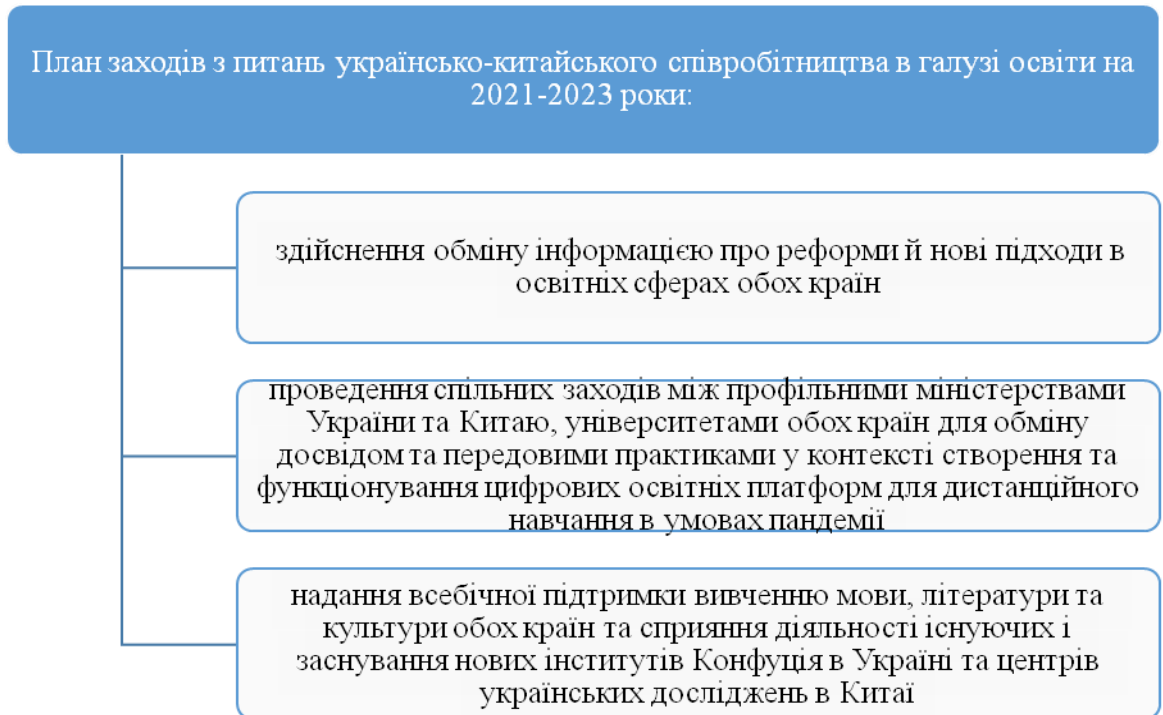 План заходів з питань українсько-китайського співробітництва в галузі освіти на
2021-2023 роки:
здійснення обміну інформацією про реформи й нові підходи в
освітніх сферах обох країн
проведення спільних заходів між профільними міністерствами
України та Китаю, університетами обох країн для обміну
досвідом та передовими практиками у контексті створення та
функціонування цифрових освітніх платформ для дистанційного
навчання в умовах пандемії
надання всебічної підтримки вивченню мови, літератури та
культури обох країн та сприяння діяльності існуючих і
заснування нових інститутів Конфуція в Україні та центрів
українських досліджень в Китаї